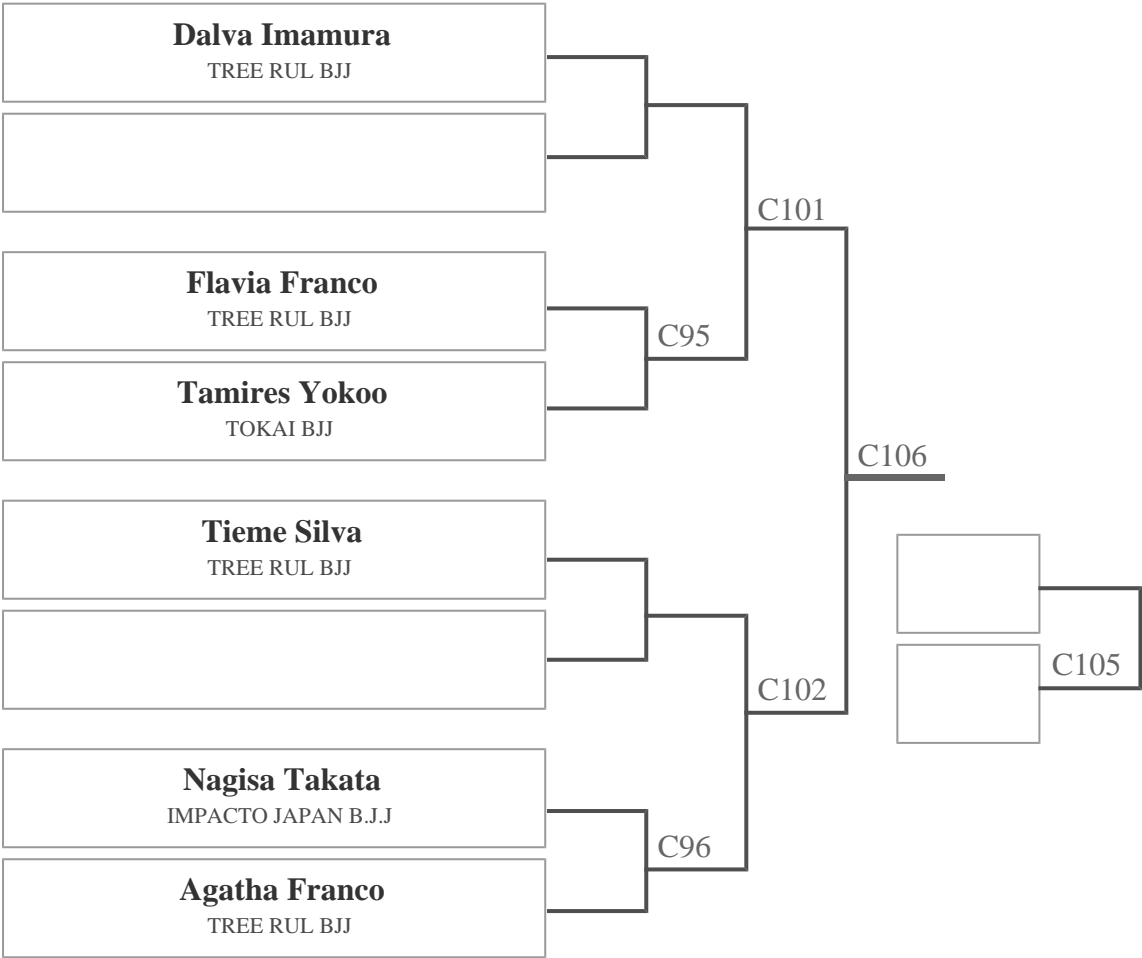 Dalva Imamura
TREE RUL BJJ
C101
Flavia Franco
TREE RUL BJJ
C95
Tamires Yokoo
TOKAI BJJ
C106
Tieme Silva
TREE RUL BJJ
C105
C102
Nagisa Takata
IMPACTO JAPAN B.J.J
C96
Agatha Franco
TREE RUL BJJ